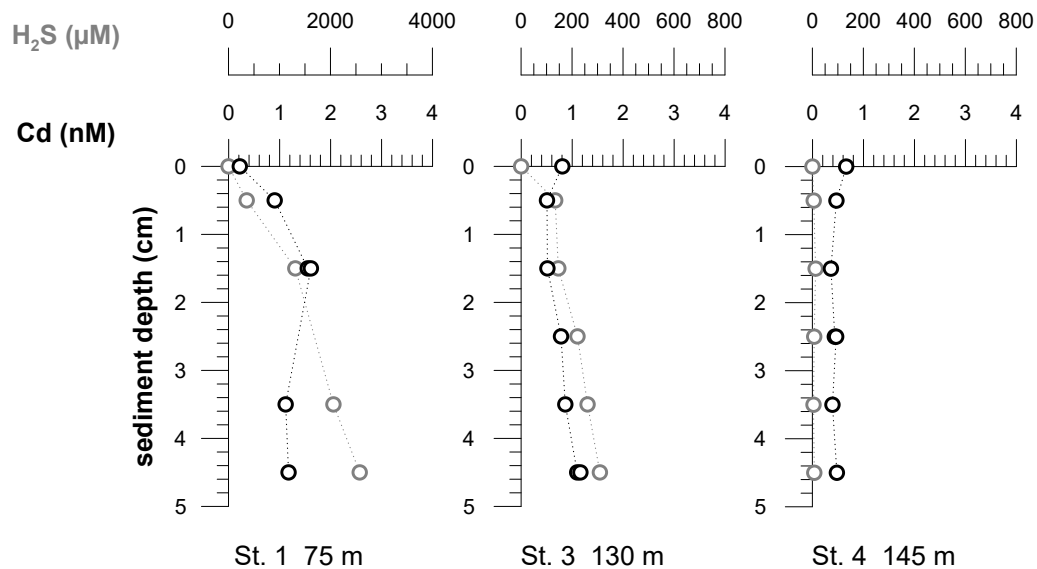 H₂S (µM)
0 2000 4000
0 200 400 600 800
0 200 400 600 800
Cd (nM)
0 1 2 3 4
0 1 2 3 4
0 1 2 3 4
sediment depth (cm)
0 0 0
1 1 1
2 2 2
3 3 3
4 4 4
5 5 5
St. 1 75 m
St. 3 130 m
St. 4 145 m